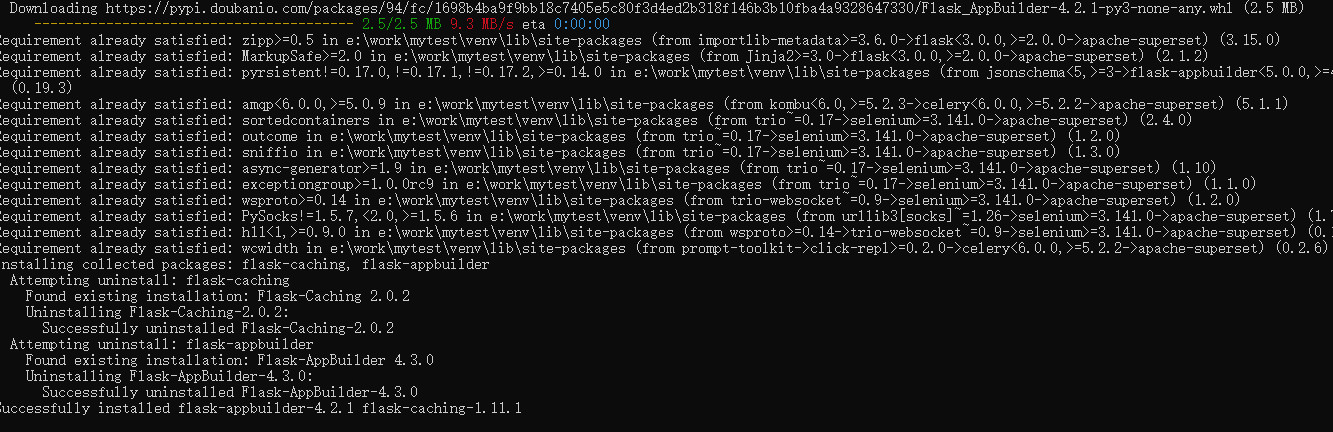 Downloading https://pypi.doubanio.com/packages/94/fc/1698b4ba9f9bb18c7405e5c80f3d4ed2b318f146b3b10fba4a9328647330/Flask_AppBuilder-4.2.1-py3-none-any.whl (2.5 MB)
---------------------------------------- 2.5/2.5 MB 9.3 MB/s eta 0:00:00
Requirement already satisfied: zipp>=0.5 in e:\work\mytest\venv\lib\site-packages (from importlib-metadata>=3.6.0->flask<3.0.0,>=2.0.0->apache-superset) (3.15.0)
Requirement already satisfied: MarkupSafe>=2.0 in e:\work\mytest\venv\lib\site-packages (from Jinja2>=3.0->flask<3.0.0,>=2.0.0->apache-superset) (2.1.2)
Requirement already satisfied: pyrsistent!=0.17.0,!=0.17.1,!=0.17.2,>=0.14.0 in e:\work\mytest\venv\lib\site-packages (from jsonschema<5,>=3->flask-appbuilder<5.0.0,>=4
(0.19.3)
Requirement already satisfied: amqp<6.0.0,>=5.0.9 in e:\work\mytest\venv\lib\site-packages (from kombu<6.0,>=5.2.3->celery<6.0.0,>=5.2.2->apache-superset) (5.1.1)
Requirement already satisfied: sortedcontainers in e:\work\mytest\venv\lib\site-packages (from trio~=0.17->selenium>=3.141.0->apache-superset) (2.4.0)
Requirement already satisfied: outcome in e:\work\mytest\venv\lib\site-packages (from trio~=0.17->selenium>=3.141.0->apache-superset) (1.2.0)
Requirement already satisfied: sniffio in e:\work\mytest\venv\lib\site-packages (from trio~=0.17->selenium>=3.141.0->apache-superset) (1.3.0)
Requirement already satisfied: async-generator>=1.9 in e:\work\mytest\venv\lib\site-packages (from trio~=0.17->selenium>=3.141.0->apache-superset) (1.10)
Requirement already satisfied: exceptiongroup>=1.0.0rc9 in e:\work\mytest\venv\lib\site-packages (from trio~=0.17->selenium>=3.141.0->apache-superset) (1.1.0)
Requirement already satisfied: wsproto>=0.14 in e:\work\mytest\venv\lib\site-packages (from trio-websocket~=0.9->selenium>=3.141.0->apache-superset) (1.2.0)
Requirement already satisfied: PySocks!=1.5.7,<2.0,>=1.5.6 in e:\work\mytest\venv\lib\site-packages (from urllib3[socks]~=1.26->selenium>=3.141.0->apache-superset) (1.
Requirement already satisfied: h11<1,>=0.9.0 in e:\work\mytest\venv\lib\site-packages (from wsproto>=0.14->trio-websocket~=0.9->selenium>=3.141.0->apache-superset) (0.1
Requirement already satisfied: wcwidth in e:\work\mytest\venv\lib\site-packages (from prompt-toolkit->click-repl>=0.2.0->celery<6.0.0,>=5.2.2->apache-superset) (0.2.6)
Installing collected packages: flask-caching, flask-appbuilder
Attempting uninstall: flask-caching
Found existing installation: Flask-Caching 2.0.2
Uninstalling Flask-Caching-2.0.2:
Successfully uninstalled Flask-Caching-2.0.2
Attempting uninstall: flask-appbuilder
Found existing installation: Flask-AppBuilder 4.3.0
Uninstalling Flask-AppBuilder-4.3.0:
Successfully uninstalled Flask-AppBuilder-4.3.0
Successfully installed flask-appbuilder-4.2.1 flask-caching-1.11.1